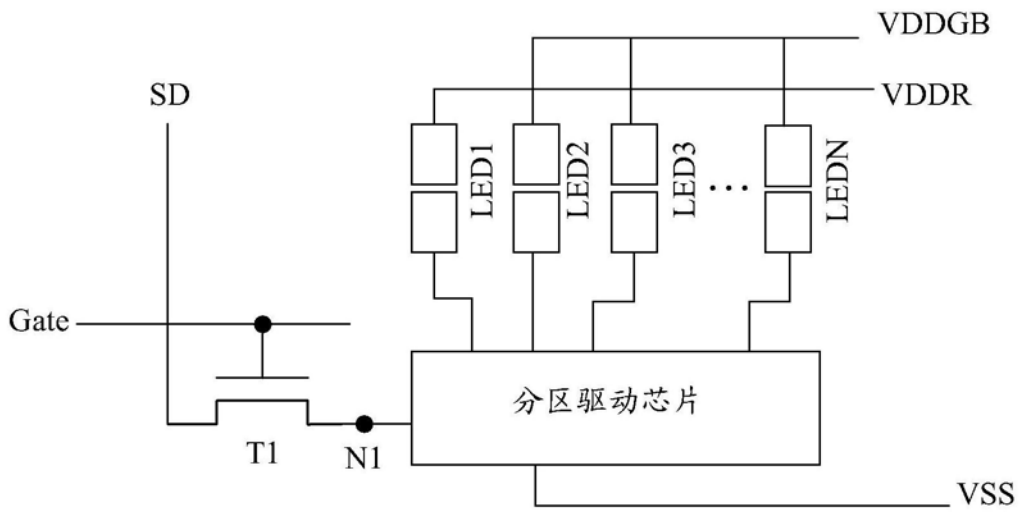 VDDGB
SD
VDDR
LED1
LED2
LED3
...
LEDN
Gate
分区驱动芯片
T1
N1
VSS